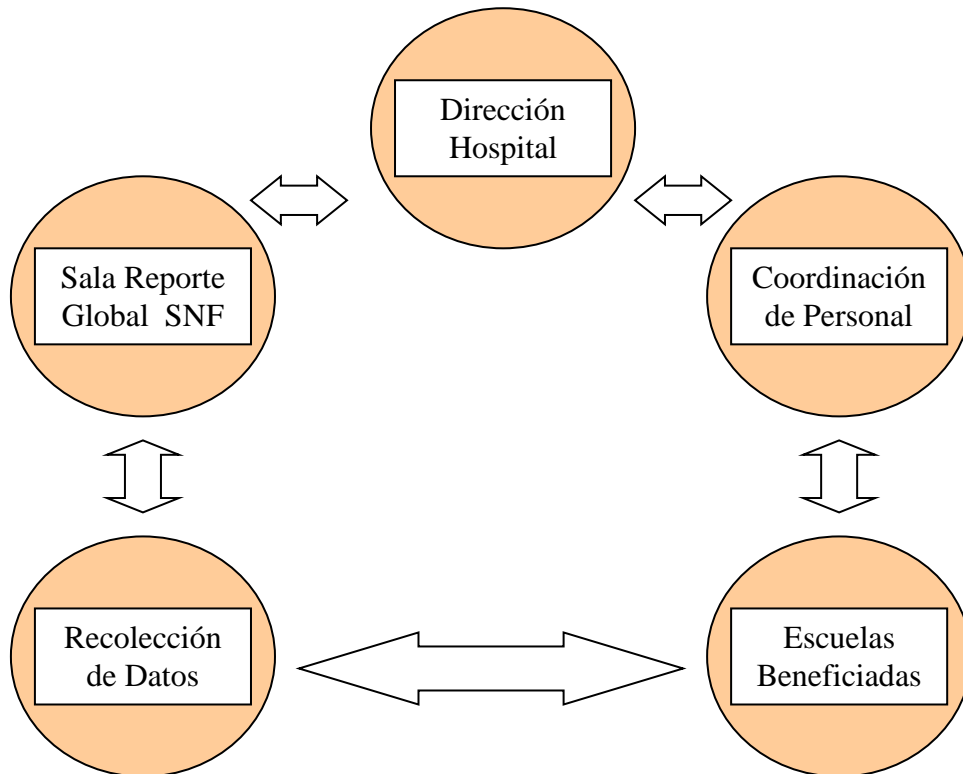 Dirección
Hospital
Sala Reporte
Global  SNF
Coordinación
de Personal
Recolección
de Datos
Escuelas
Beneficiadas